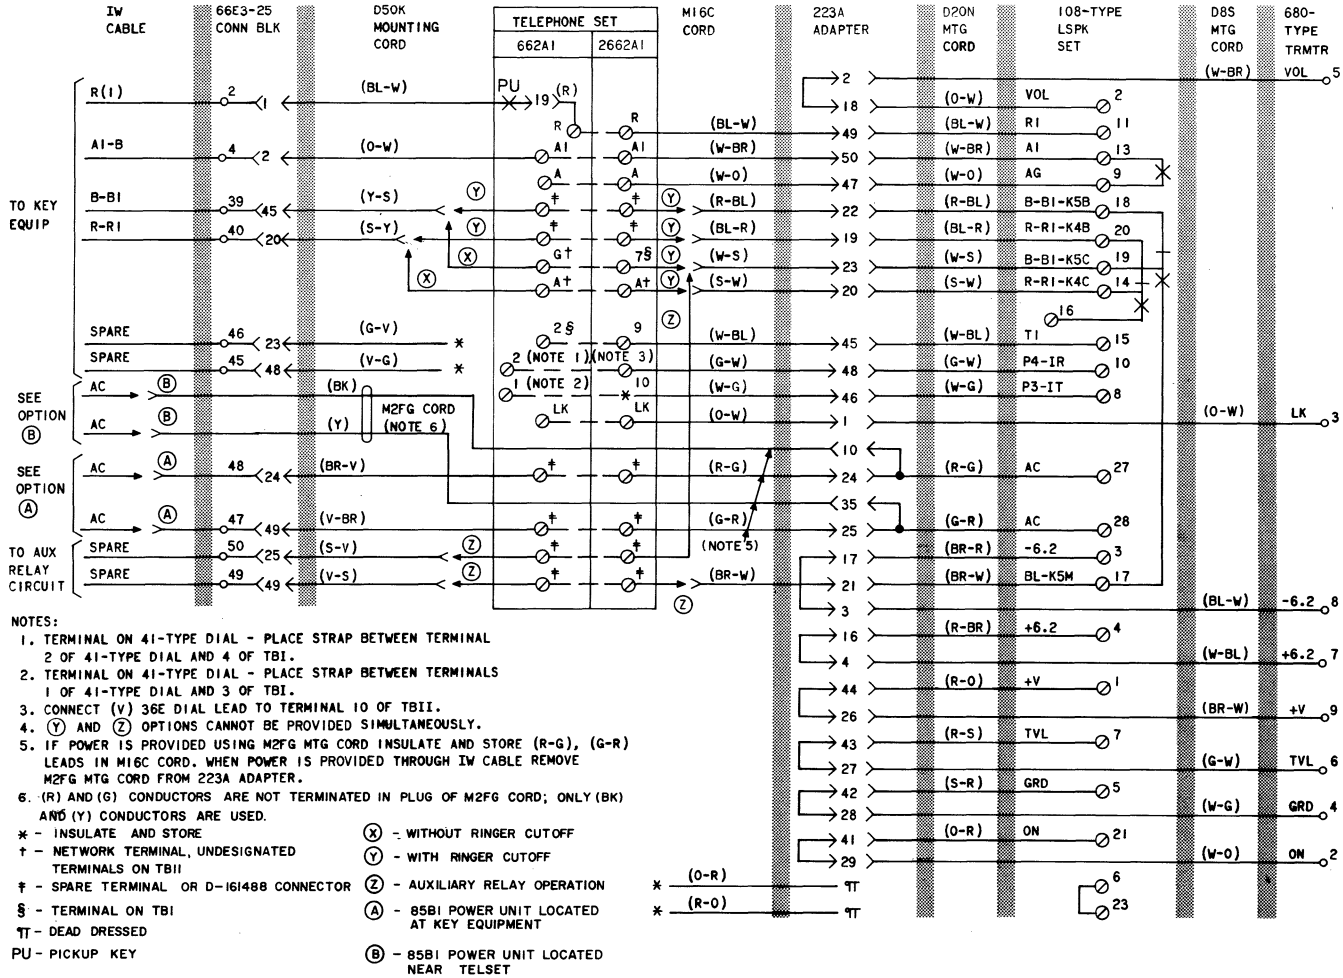 IW CABLE
66E3-25 CONN BLK
D50K MOUNTING CORD
TELEPHONE SET
662A1
2662A1
M16C CORD
223A ADAPTER
D20N MTG CORD
108-TYPE LSPK SET
D8S MTG CORD
680-TYPE TRMTR
2 (W-BR) VOL 5
R(1) 2 1 (BL-W) PU 19 (R)
18 (O-W) VOL 2
R R (BL-W) 49 (BL-W) R1 11
A1-B 4 2 (O-W) A1 A1 (W-BR) 50 (W-BR) A1 13
A A (W-O) 47 (W-O) AG 9
TO KEY EQUIP
B-B1 39 45 (Y-S) Y ‡ ‡ Y (R-BL) 22 (R-BL) B-B1-K5B 18
R-R1 40 20 (S-Y) Y ‡ ‡ Y (BL-R) 19 (BL-R) R-R1-K4B 20
X G† 7§ Y (W-S) 23 (W-S) B-B1-K5C 19
X A† A† Y (S-W) 20 (S-W) R-R1-K4C 14
Z 16
SPARE 46 23 (G-V) * 2§ 9 (W-BL) 45 (W-BL) T1 15
SPARE 45 48 (V-G) * 2 (NOTE 1) (NOTE 3) (G-W) 48 (G-W) P4-IR 10
SEE OPTION B
AC B (BK) 1 (NOTE 2) 10 * (W-G) 46 (W-G) P3-IT 8
M2FG CORD (NOTE 6)
AC B (Y) LK LK (O-W) 1 (O-W) LK 3
10
SEE OPTION A
AC A 48 24 (BR-V) ‡ ‡ (R-G) 24 (R-G) AC 27
35
AC A 47 49 (V-BR) ‡ ‡ (G-R) 25 (G-R) AC 28
(NOTE 5)
TO AUX RELAY CIRCUIT
SPARE 50 25 (S-V) Z ‡ ‡ 17 (BR-R) -6.2 3
SPARE 49 49 (V-S) Z ‡ ‡ Z (BR-W) 21 (BR-W) BL-K5M 17
3 (BL-W) -6.2 8
16 (R-BR) +6.2 4
4 (W-BL) +6.2 7
44 (R-O) +V 1
26 (BR-W) +V 9
43 (R-S) TVL 7
27 (G-W) TVL 6
42 (S-R) GRD 5
28 (W-G) GRD 4
41 (O-R) ON 21
29 (W-O) ON 2
* (O-R) ¶ 6
* (R-O) ¶ 23
NOTES:
1. TERMINAL ON 41-TYPE DIAL - PLACE STRAP BETWEEN TERMINAL
2 OF 41-TYPE DIAL AND 4 OF TB1.
2. TERMINAL ON 41-TYPE DIAL - PLACE STRAP BETWEEN TERMINALS
1 OF 41-TYPE DIAL AND 3 OF TB1.
3. CONNECT (V) 36E DIAL LEAD TO TERMINAL 10 OF TB11.
4. Y AND Z OPTIONS CANNOT BE PROVIDED SIMULTANEOUSLY.
5. IF POWER IS PROVIDED USING M2FG MTG CORD INSULATE AND STORE (R-G), (G-R)
LEADS IN M16C CORD. WHEN POWER IS PROVIDED THROUGH IW CABLE REMOVE
M2FG MTG CORD FROM 223A ADAPTER.
6. (R) AND (G) CONDUCTORS ARE NOT TERMINATED IN PLUG OF M2FG CORD; ONLY (BK)
AND (Y) CONDUCTORS ARE USED.
* - INSULATE AND STORE
† - NETWORK TERMINAL, UNDESIGNATED
TERMINALS ON TB11
‡ - SPARE TERMINAL OR D-161488 CONNECTOR
§ - TERMINAL ON TB1
¶ - DEAD DRESSED
PU - PICKUP KEY
X - WITHOUT RINGER CUTOFF
Y - WITH RINGER CUTOFF
Z - AUXILIARY RELAY OPERATION
A - 85B1 POWER UNIT LOCATED
AT KEY EQUIPMENT
B - 85B1 POWER UNIT LOCATED
NEAR TELSET